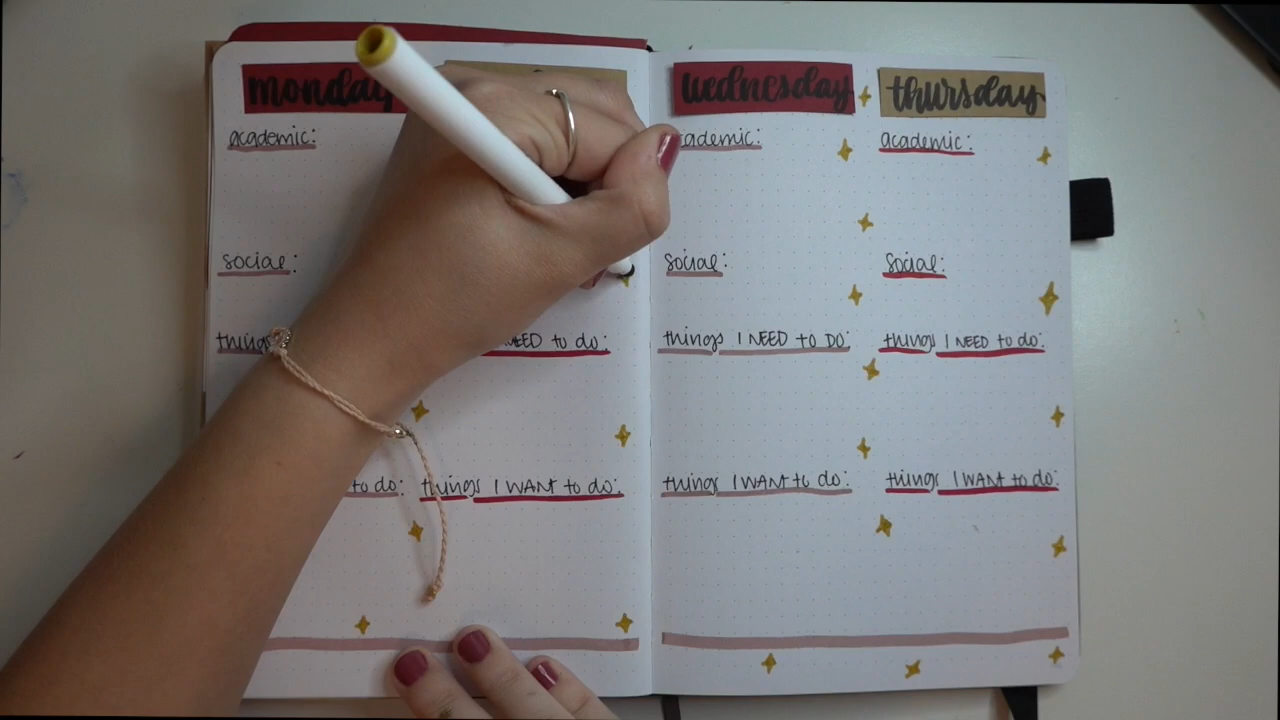 monday
academic:
social:
things
to do:
NEED to do:
things I WANT to do:
wednesday
academic:
social:
things I NEED to DO:
things I WANT to do:
thursday
academic:
social:
things I NEED to do:
things I WANT to do: